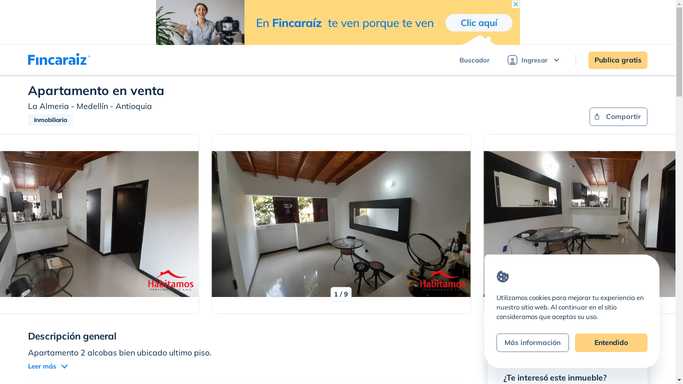 En Fincaraíz te ven porque te ven
Clic aquí
Fincaraiz
Buscador
Ingresar
Publica gratis
Apartamento en venta
La Almeria - Medellín - Antioquia
Inmobiliaria
Compartir
Habitamos
Habitamos
1 / 9
Utilizamos cookies para mejorar tu experiencia en
nuestro sitio web. Al continuar en el sitio
consideramos que aceptas su uso.
Más información
Entendido
Descripción general
Apartamento 2 alcobas bien ubicado ultimo piso.
Leer más
¿Te interesó este inmueble?